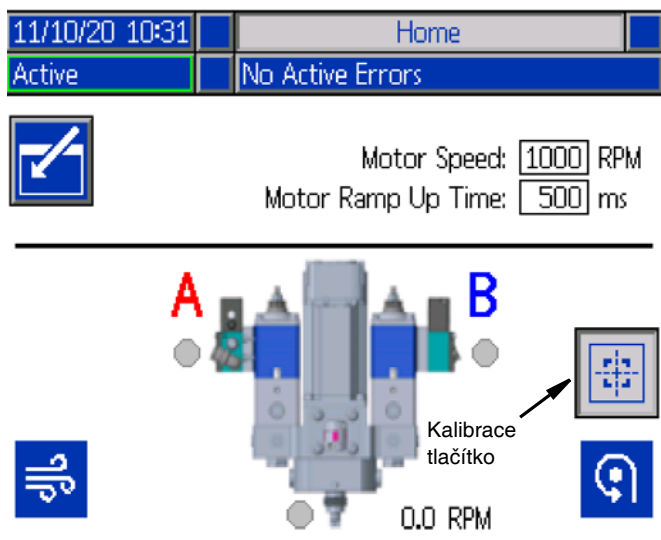 11/10/20 10:31 Home
Active No Active Errors
Motor Speed: 1000 RPM
Motor Ramp Up Time: 500 ms
A B
Kalibrace
tlačítko
0.0 RPM